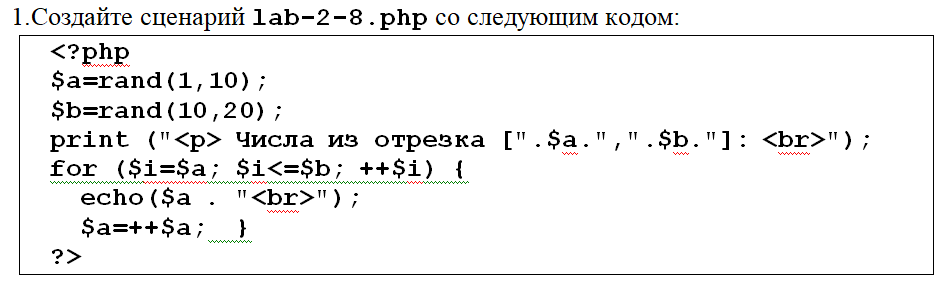 1.Создайте сценарий lab-2-8.php со следующим кодом:
<?php
$a=rand(1,10);
$b=rand(10,20);
print ("<p> Числа из отрезка [".$a.",".$b."]: <br>");
for ($i=$a; $i<=$b; ++$i) {
echo($a . "<br>");
$a=++$a; }
?>